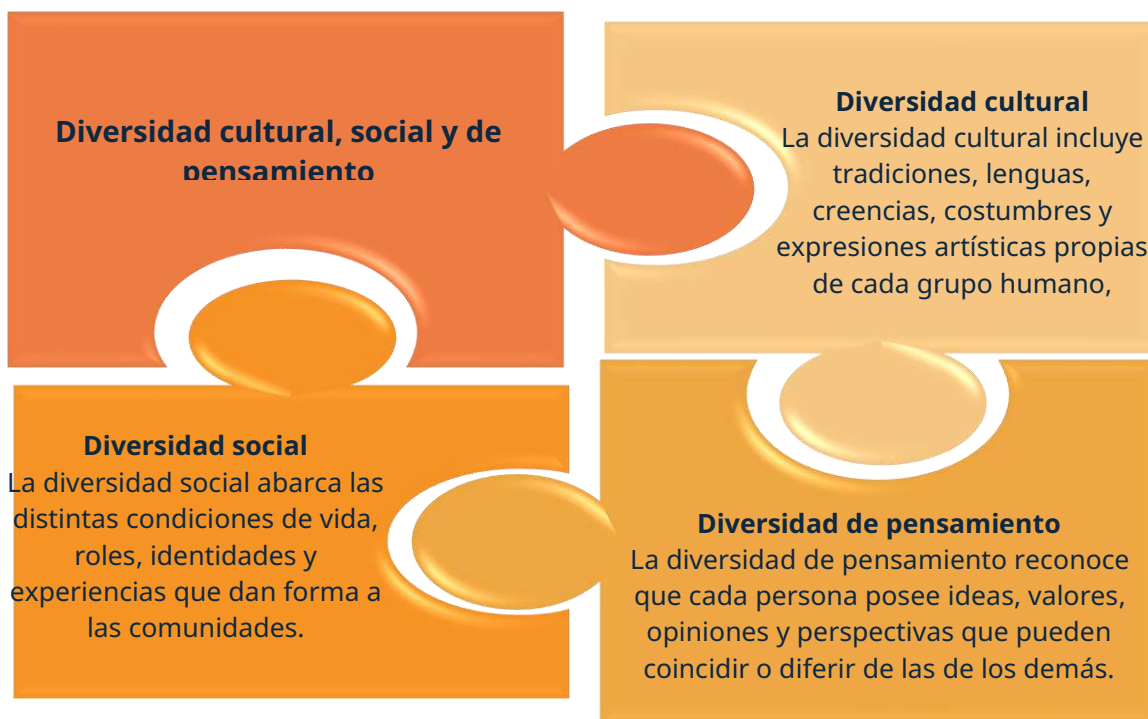 Diversidad cultural, social y de
pensamiento
Diversidad cultural
La diversidad cultural incluye
tradiciones, lenguas,
creencias, costumbres y
expresiones artísticas propias
de cada grupo humano,
Diversidad social
La diversidad social abarca las
distintas condiciones de vida,
roles, identidades y
experiencias que dan forma a
las comunidades.
Diversidad de pensamiento
La diversidad de pensamiento reconoce
que cada persona posee ideas, valores,
opiniones y perspectivas que pueden
coincidir o diferir de las de los demás.